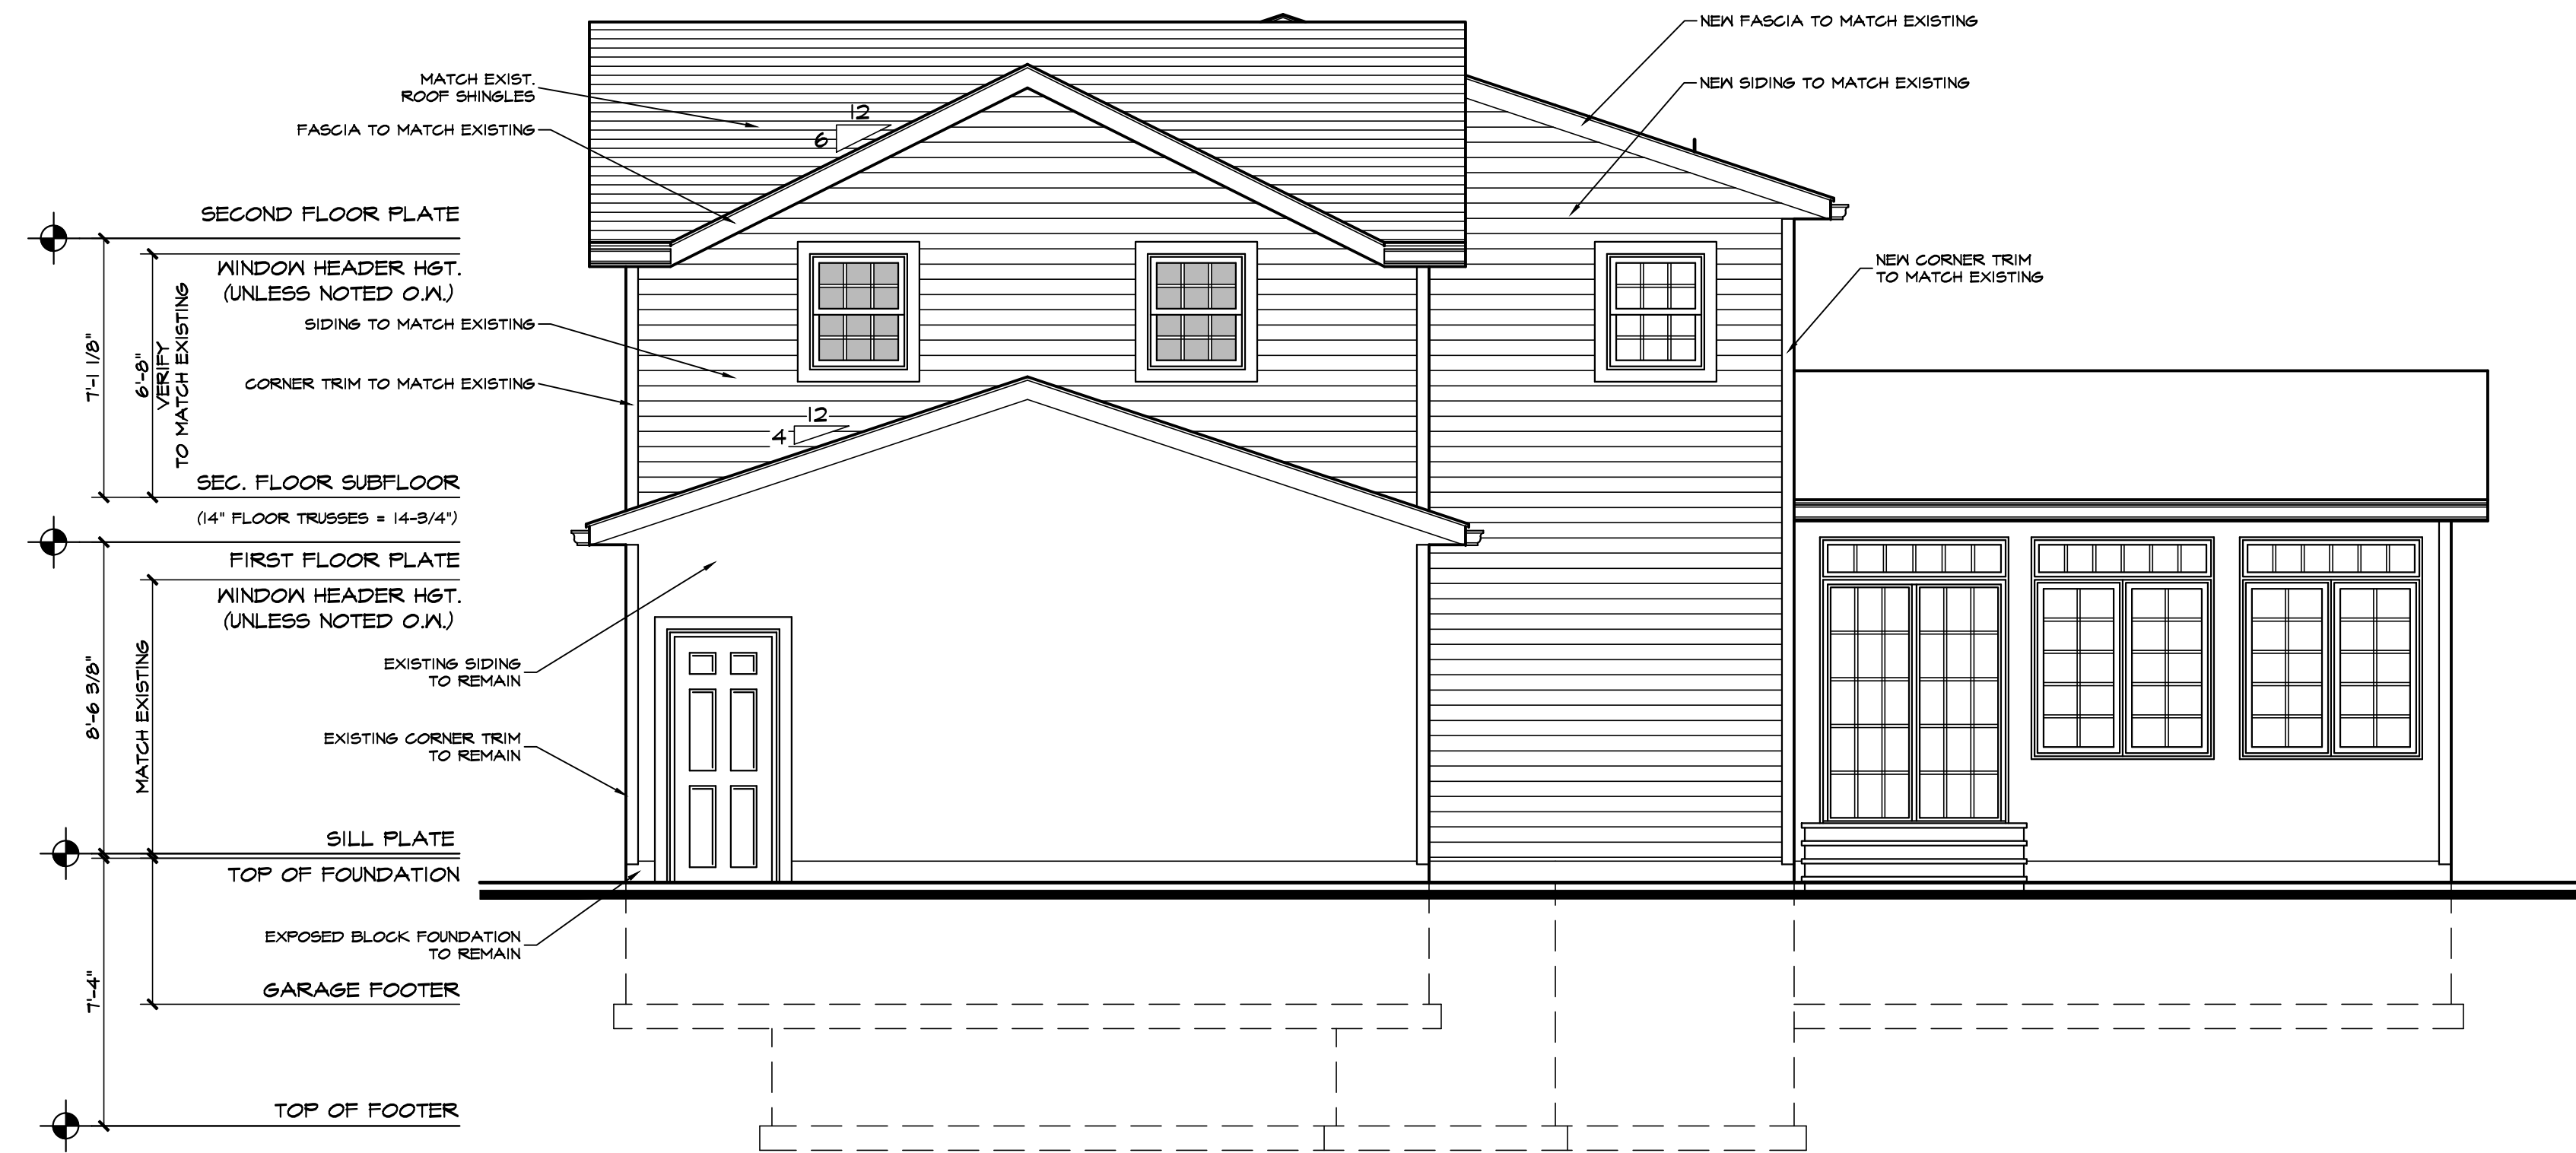 NEW FASCIA TO MATCH EXISTING
NEW SIDING TO MATCH EXISTING
MATCH EXIST.
ROOF SHINGLES
FASCIA TO MATCH EXISTING
12
6
SECOND FLOOR PLATE
WINDOW HEADER HGT.
(UNLESS NOTED O.W.)
NEW CORNER TRIM
TO MATCH EXISTING
SIDING TO MATCH EXISTING
7'-1 1/8"
6'-8"
VERIFY
TO MATCH EXISTING
CORNER TRIM TO MATCH EXISTING
12
4
SEC. FLOOR SUBFLOOR
(14" FLOOR TRUSSES = 14-3/4")
FIRST FLOOR PLATE
WINDOW HEADER HGT.
(UNLESS NOTED O.W.)
8'-6 3/8"
MATCH EXISTING
EXISTING SIDING
TO REMAIN
EXISTING CORNER TRIM
TO REMAIN
SILL PLATE
TOP OF FOUNDATION
EXPOSED BLOCK FOUNDATION
TO REMAIN
7'-4"
GARAGE FOOTER
TOP OF FOOTER